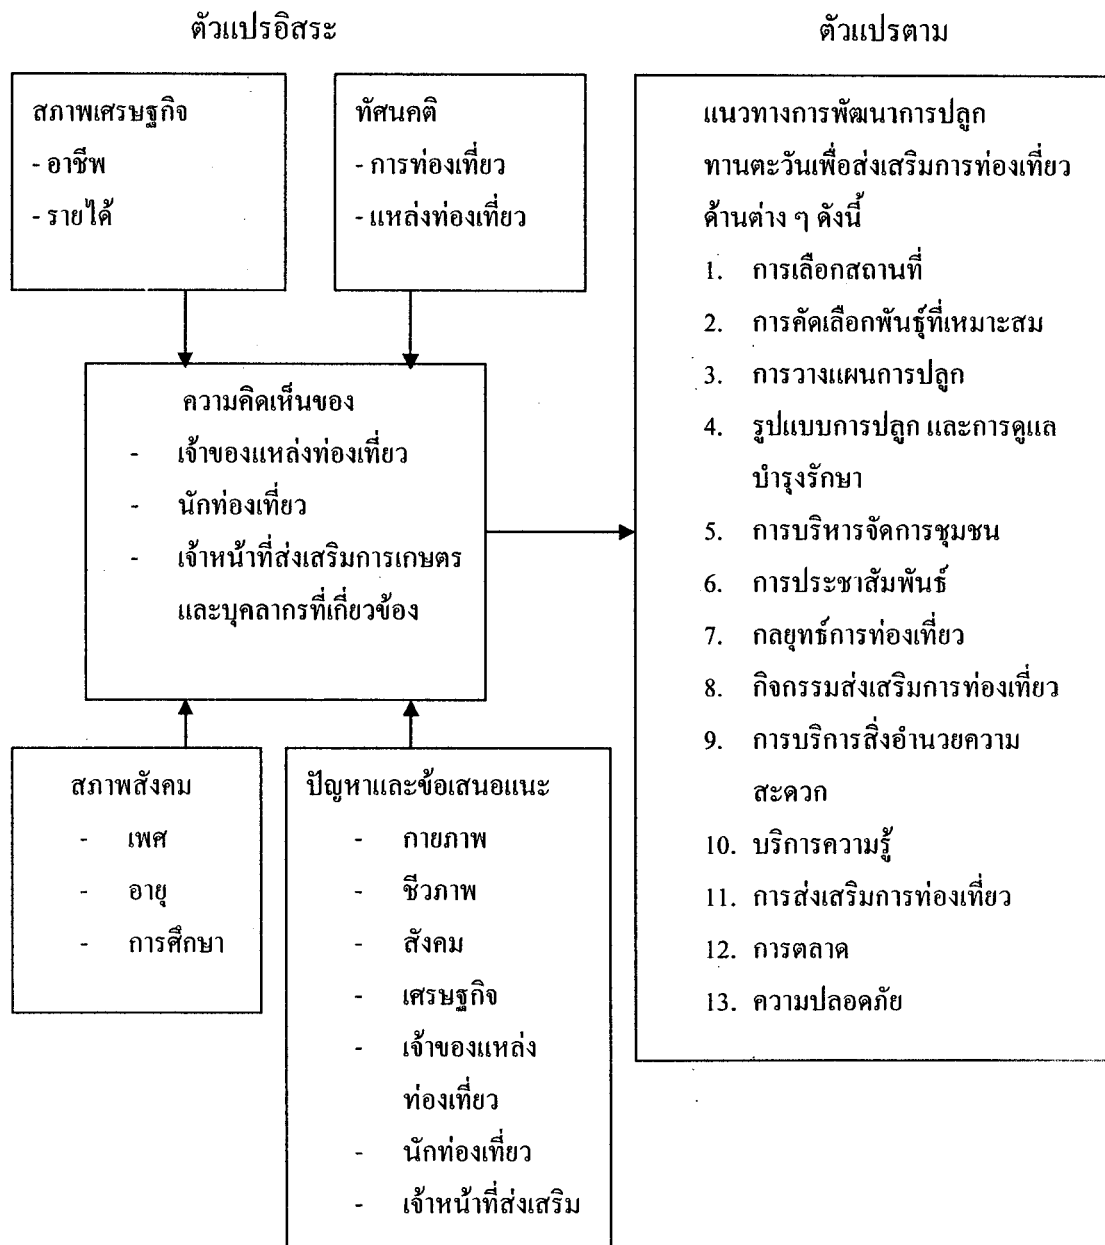 ตัวแปรอิสระ
ตัวแปรตาม
สภาพเศรษฐกิจ
- อาชีพ
- รายได้
ทัศนคติ
- การท่องเที่ยว
- แหล่งท่องเที่ยว
ความคิดเห็นของ
- เจ้าของแหล่งท่องเที่ยว
- นักท่องเที่ยว
- เจ้าหน้าที่ส่งเสริมการเกษตร
และบุคลากรที่เกี่ยวข้อง
สภาพสังคม
- เพศ
- อายุ
- การศึกษา
ปัญหาและข้อเสนอแนะ
- กายภาพ
- ชีวภาพ
- สังคม
- เศรษฐกิจ
- เจ้าของแหล่ง
ท่องเที่ยว
- นักท่องเที่ยว
- เจ้าหน้าที่ส่งเสริม
แนวทางการพัฒนาการปลูก
ทานตะวันเพื่อส่งเสริมการท่องเที่ยว
ด้านต่าง ๆ ดังนี้
1. การเลือกสถานที่
2. การคัดเลือกพันธุ์ที่เหมาะสม
3. การวางแผนการปลูก
4. รูปแบบการปลูก และการดูแล
บำรุงรักษา
5. การบริหารจัดการชุมชน
6. การประชาสัมพันธ์
7. กลยุทธ์การท่องเที่ยว
8. กิจกรรมส่งเสริมการท่องเที่ยว
9. การบริการสิ่งอำนวยความ
สะดวก
10. บริการความรู้
11. การส่งเสริมการท่องเที่ยว
12. การตลาด
13. ความปลอดภัย